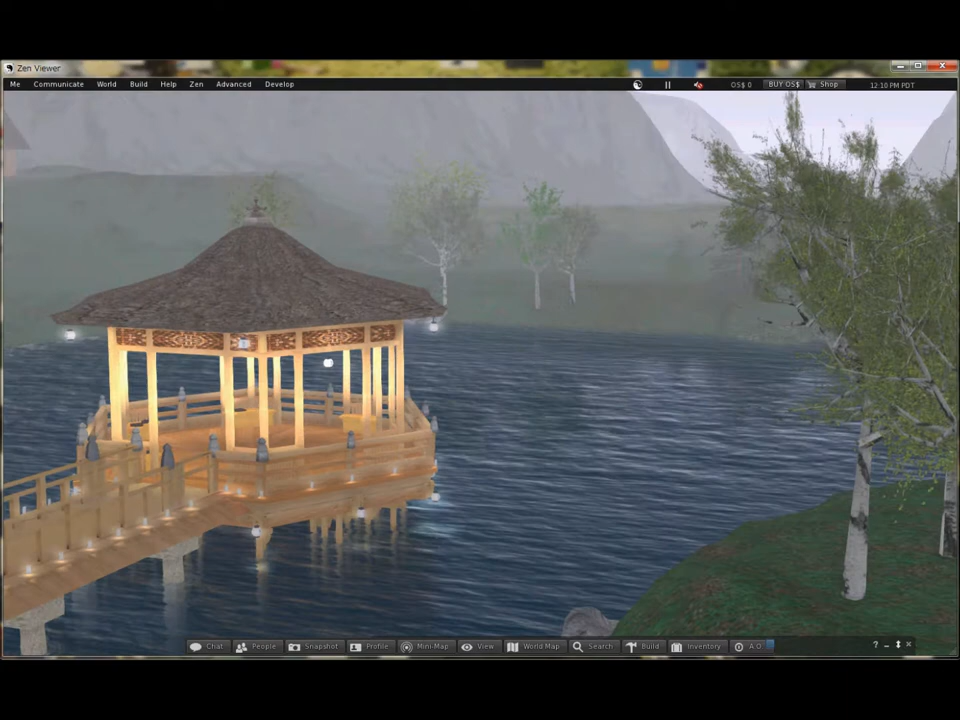 Zen Viewer
Me Communicate World Build Help Zen Advanced Develop OS$ 0 BUY OS$ Shop 12:10 PM PDT
Chat People Snapshot Profile Mini-Map View World Map Search Build Inventory A.O. ?